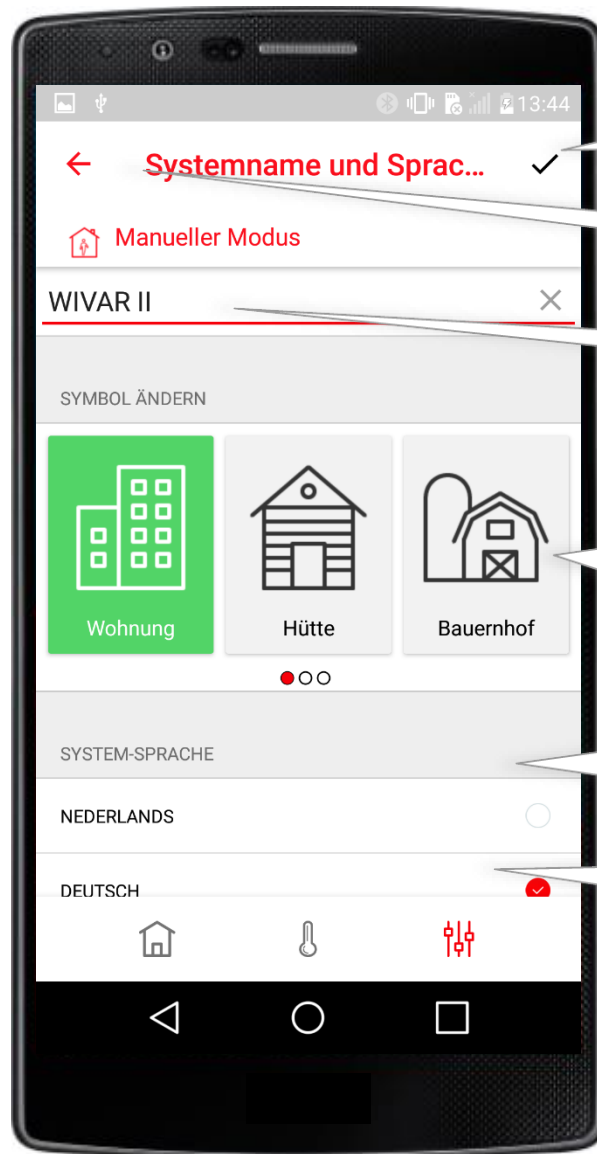 13:44
Systemname und Sprac...
Manueller Modus
WIVAR II
SYMBOL ÄNDERN
Wohnung
Hütte
Bauernhof
SYSTEM-SPRACHE
NEDERLANDS
DEUTSCH